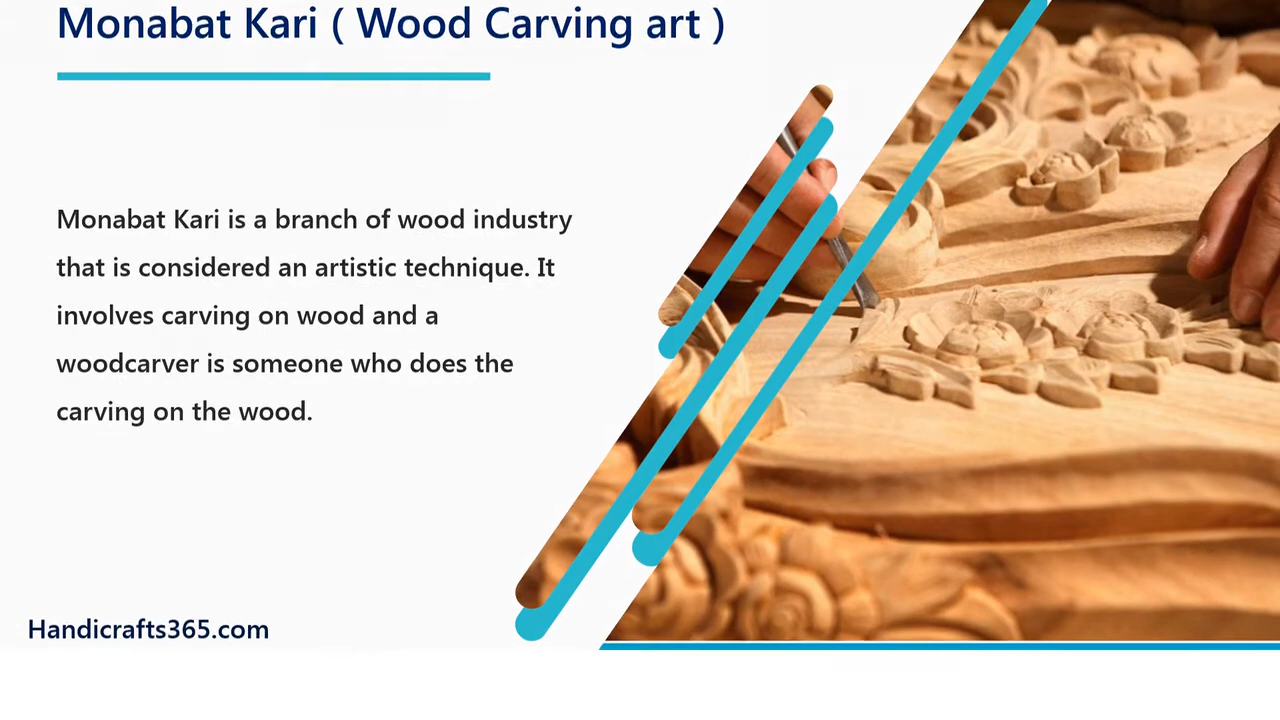 Monabat Kari ( Wood Carving art )
Monabat Kari is a branch of wood industry
that is considered an artistic technique. It
involves carving on wood and a
woodcarver is someone who does the
carving on the wood.
Handicrafts365.com